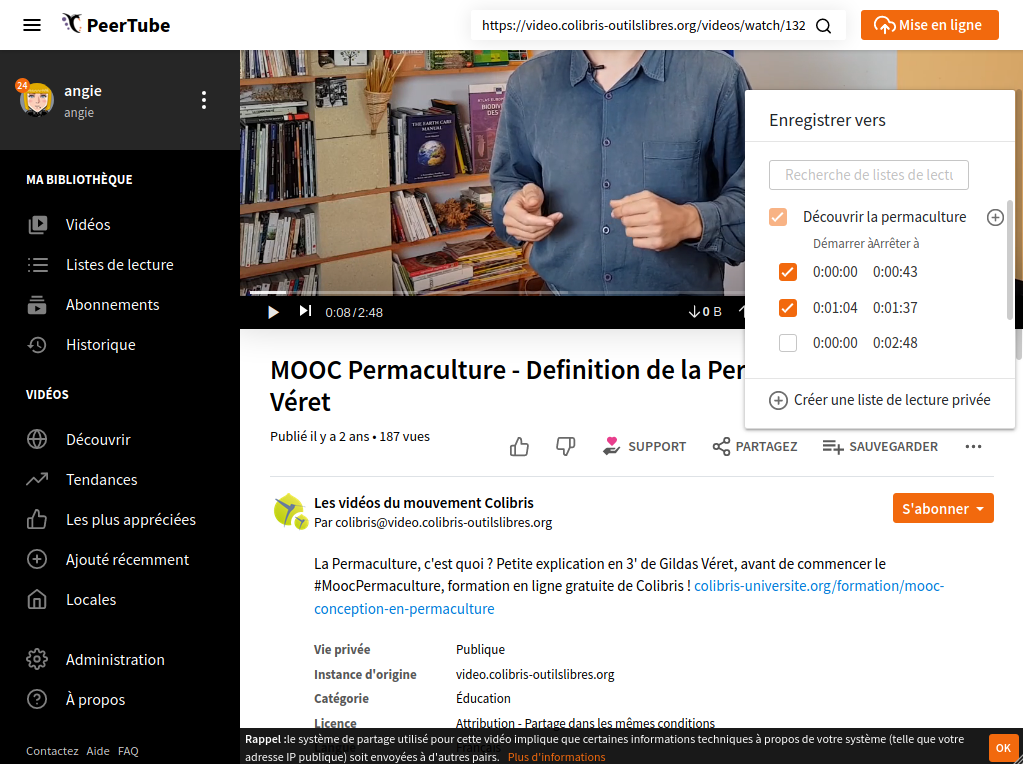 PeerTube
https://video.colibris-outilslibres.org/videos/watch/132
Mise en ligne
24
angie
angie
MA BIBLIOTHÈQUE
Vidéos
Listes de lecture
Abonnements
Historique
VIDÉOS
Découvrir
Tendances
Les plus appréciées
Ajouté récemment
Locales
Administration
À propos
Contactez Aide FAQ
THE EARTH CARE
MANUAL
0:08/2:48
0 B
Enregistrer vers
Recherche de listes de lectu
Découvrir la permaculture
Démarrer à Arrêter à
0:00:00 0:00:43
0:01:04 0:01:37
0:00:00 0:02:48
Créer une liste de lecture privée
MOOC Permaculture - Definition de la Per
Véret
Publié il y a 2 ans • 187 vues
SUPPORT
PARTAGEZ
SAUVEGARDER
Les vidéos du mouvement Colibris
Par colibris@video.colibris-outilslibres.org
S'abonner
La Permaculture, c'est quoi ? Petite explication en 3' de Gildas Véret, avant de commencer le
#MoocPermaculture, formation en ligne gratuite de Colibris ! colibris-universite.org/formation/mooc-
conception-en-permaculture
Vie privée Publique
Instance d'origine video.colibris-outilslibres.org
Catégorie Éducation
Licence Attribution - Partage dans les mêmes conditions
Langue Français
Rappel :le système de partage utilisé pour cette vidéo implique que certaines informations techniques à propos de votre système (telle que votre
adresse IP publique) soit envoyées à d'autres pairs. Plus d'informations
OK